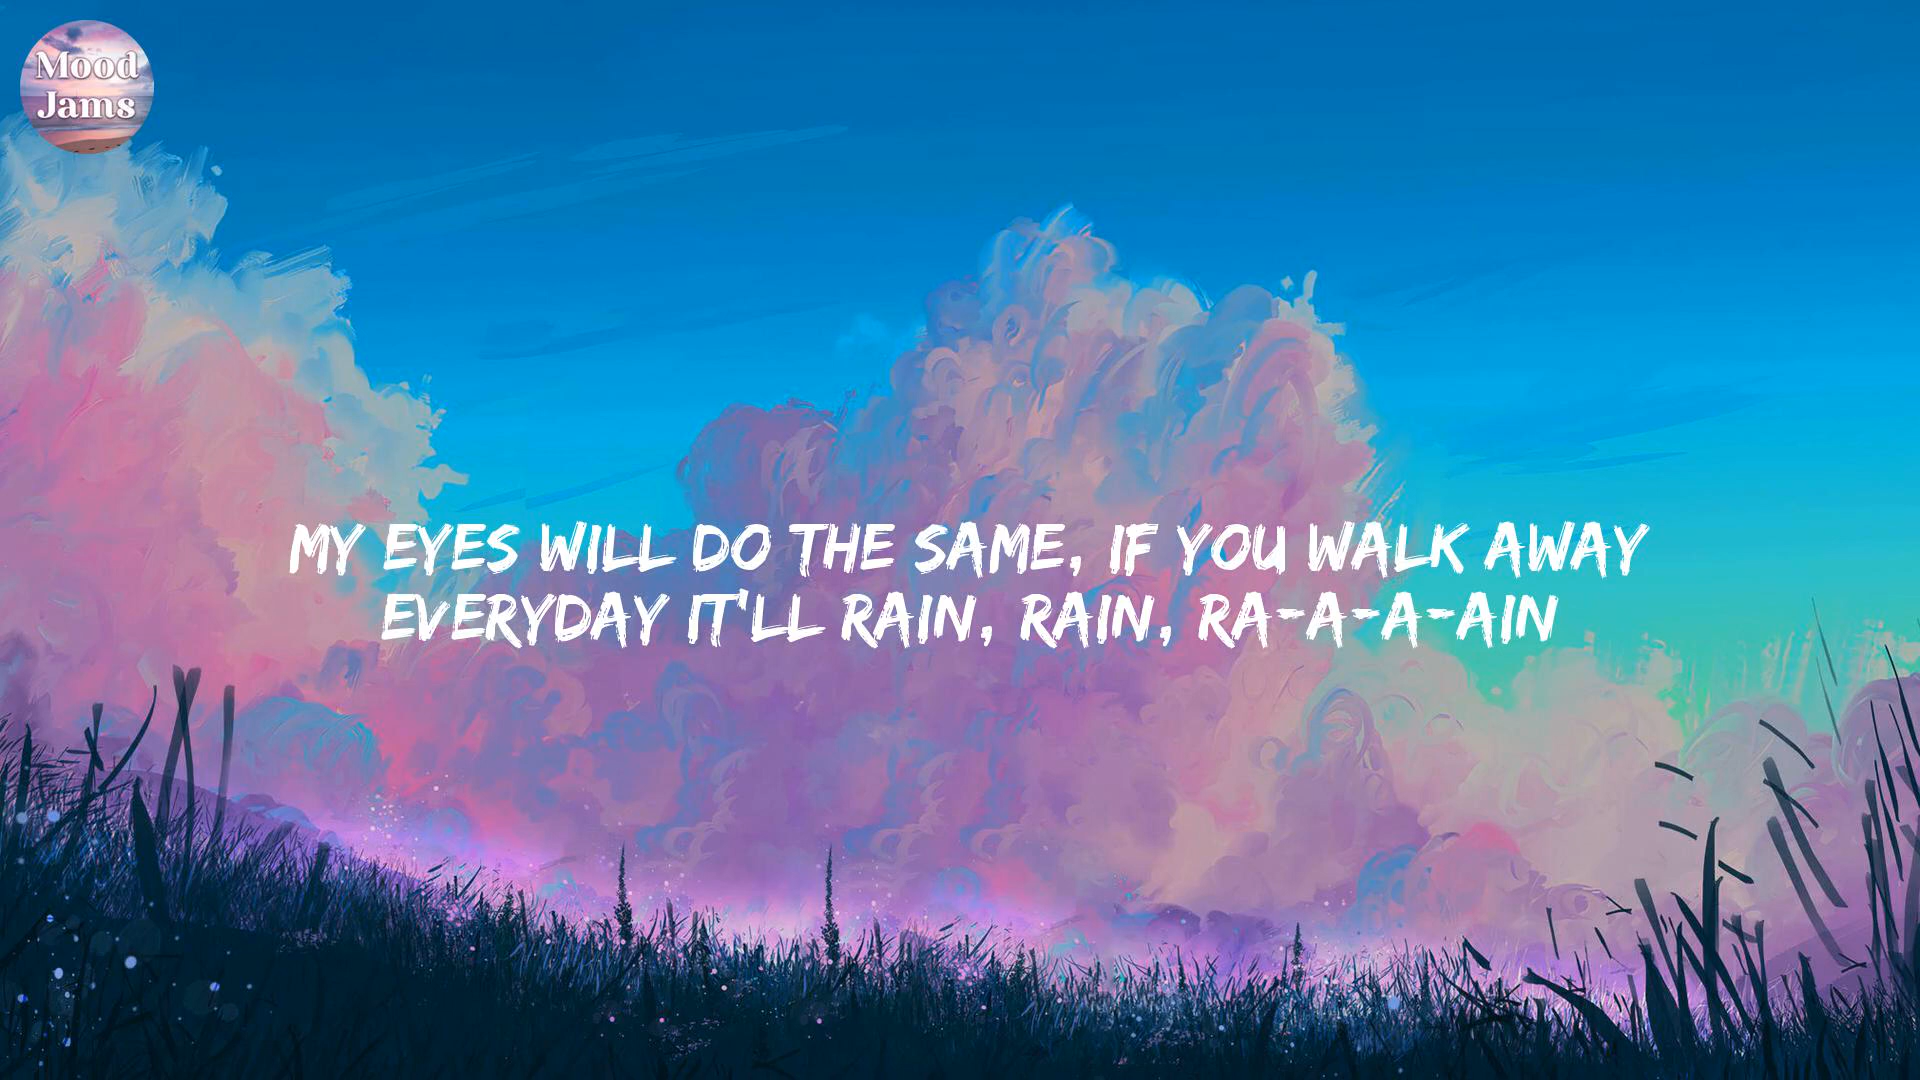 Mood
Jams
MY EYES WILL DO THE SAME, IF YOU WALK AWAY
EVERYDAY IT'LL RAIN, RAIN, RA-A-A-AIN